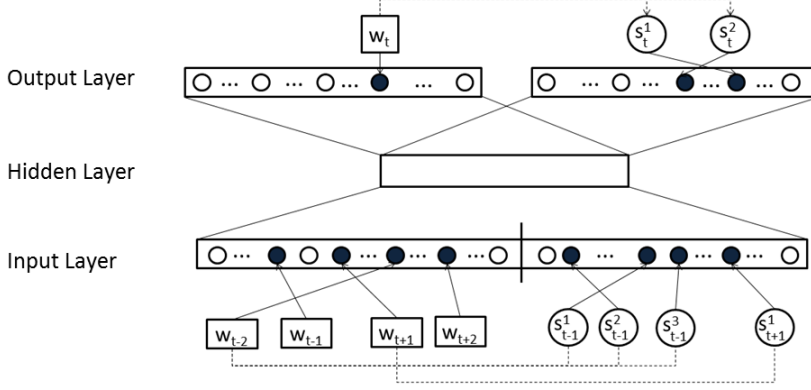 w_t s_t^1 s_t^2
Output Layer ... ... ... ... ... ... ...
Hidden Layer
Input Layer ... ... ... ... ... ... ...
w_{t-2} w_{t-1} w_{t+1} w_{t+2} s_{t-1}^1 s_{t-1}^2 s_{t-1}^3 s_{t+1}^1